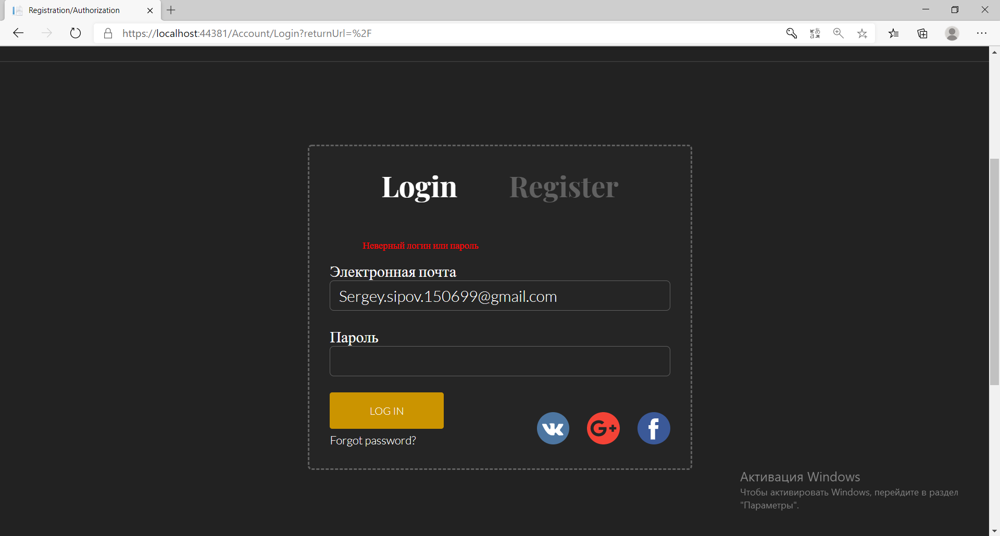 Registration/Authorization
https://localhost:44381/Account/Login?returnUrl=%2F
Login Register
Неверный логин или пароль
Электронная почта
Sergey.sipov.150699@gmail.com
Пароль
LOG IN
Forgot password?
Активация Windows
Чтобы активировать Windows, перейдите в раздел
"Параметры".